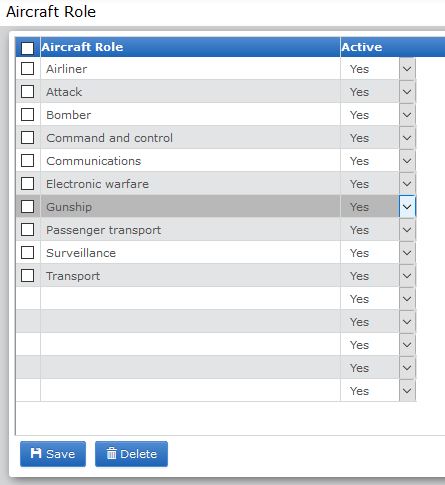 Aircraft Role
Aircraft Role Active
Airliner Yes
Attack Yes
Bomber Yes
Command and control Yes
Communications Yes
Electronic warfare Yes
Gunship Yes
Passenger transport Yes
Surveillance Yes
Transport Yes
Yes
Yes
Yes
Yes
Yes
Save Delete